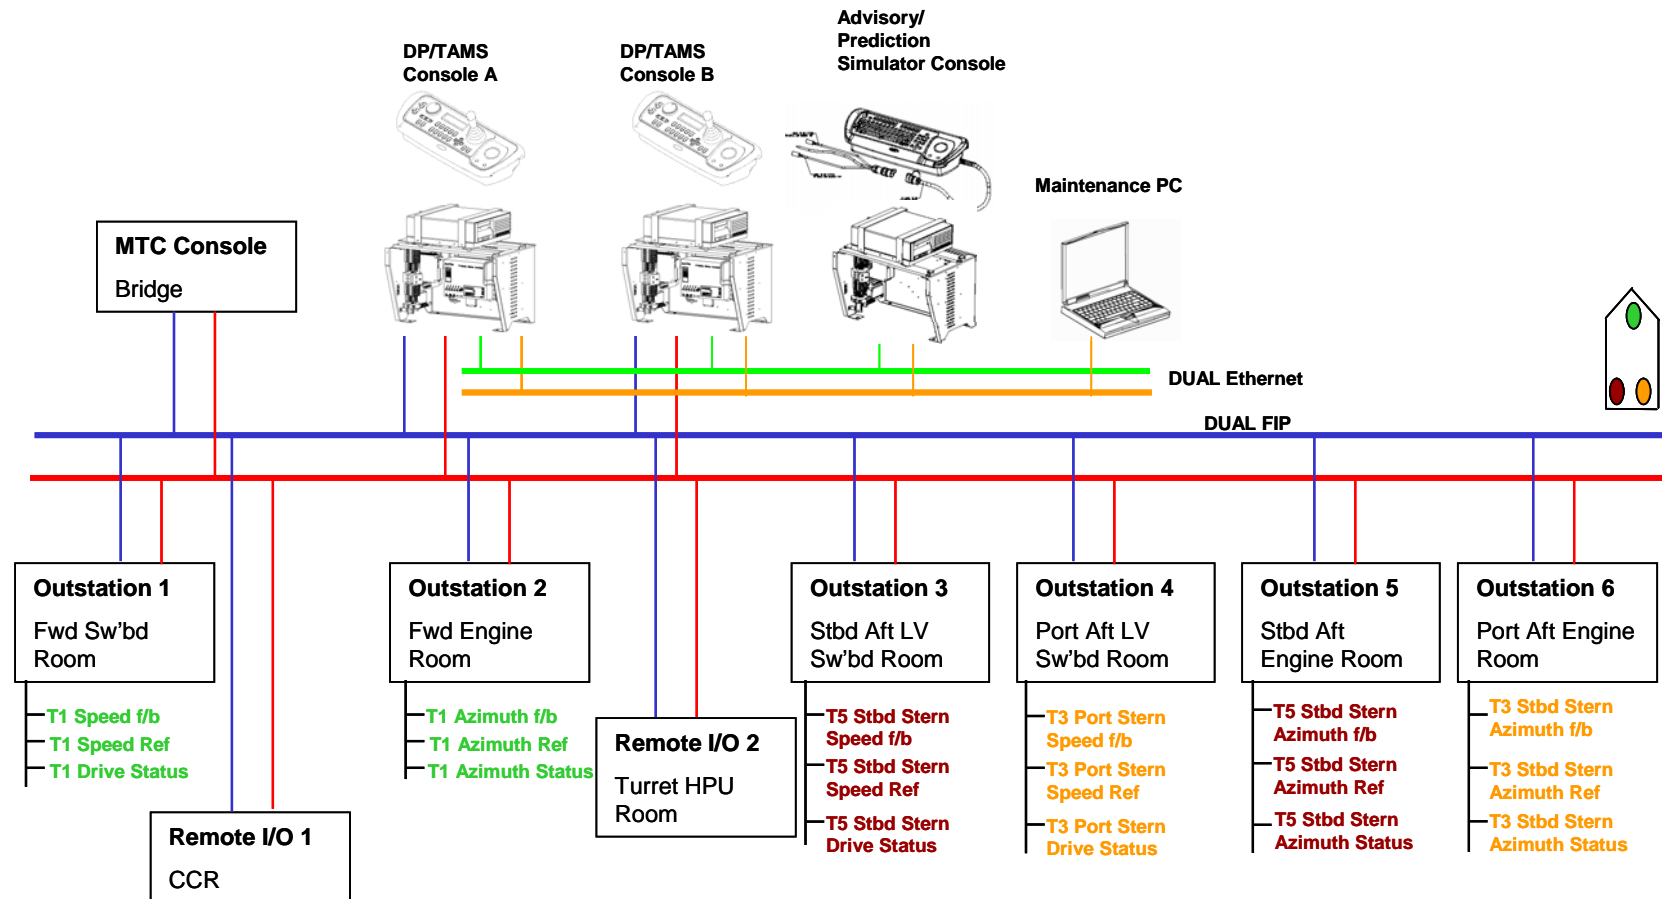 Advisory/
Prediction
Simulator Console
DP/TAMS
Console A
DP/TAMS
Console B
Maintenance PC
MTC Console
Bridge
DUAL Ethernet
DUAL FIP
Outstation 1
Fwd Sw’bd
Room
T1 Speed f/b
T1 Speed Ref
T1 Drive Status
Remote I/O 1
CCR
Outstation 2
Fwd Engine
Room
T1 Azimuth f/b
T1 Azimuth Ref
T1 Azimuth Status
Remote I/O 2
Turret HPU
Room
Outstation 3
Stbd Aft LV
Sw’bd Room
T5 Stbd Stern
Speed f/b
T5 Stbd Stern
Speed Ref
T5 Stbd Stern
Drive Status
Outstation 4
Port Aft LV
Sw’bd Room
T3 Port Stern
Speed f/b
T3 Port Stern
Speed Ref
T3 Port Stern
Drive Status
Outstation 5
Stbd Aft
Engine Room
T5 Stbd Stern
Azimuth f/b
T5 Stbd Stern
Azimuth Ref
T5 Stbd Stern
Azimuth Status
Outstation 6
Port Aft Engine
Room
T3 Stbd Stern
Azimuth f/b
T3 Stbd Stern
Azimuth Ref
T3 Stbd Stern
Azimuth Status